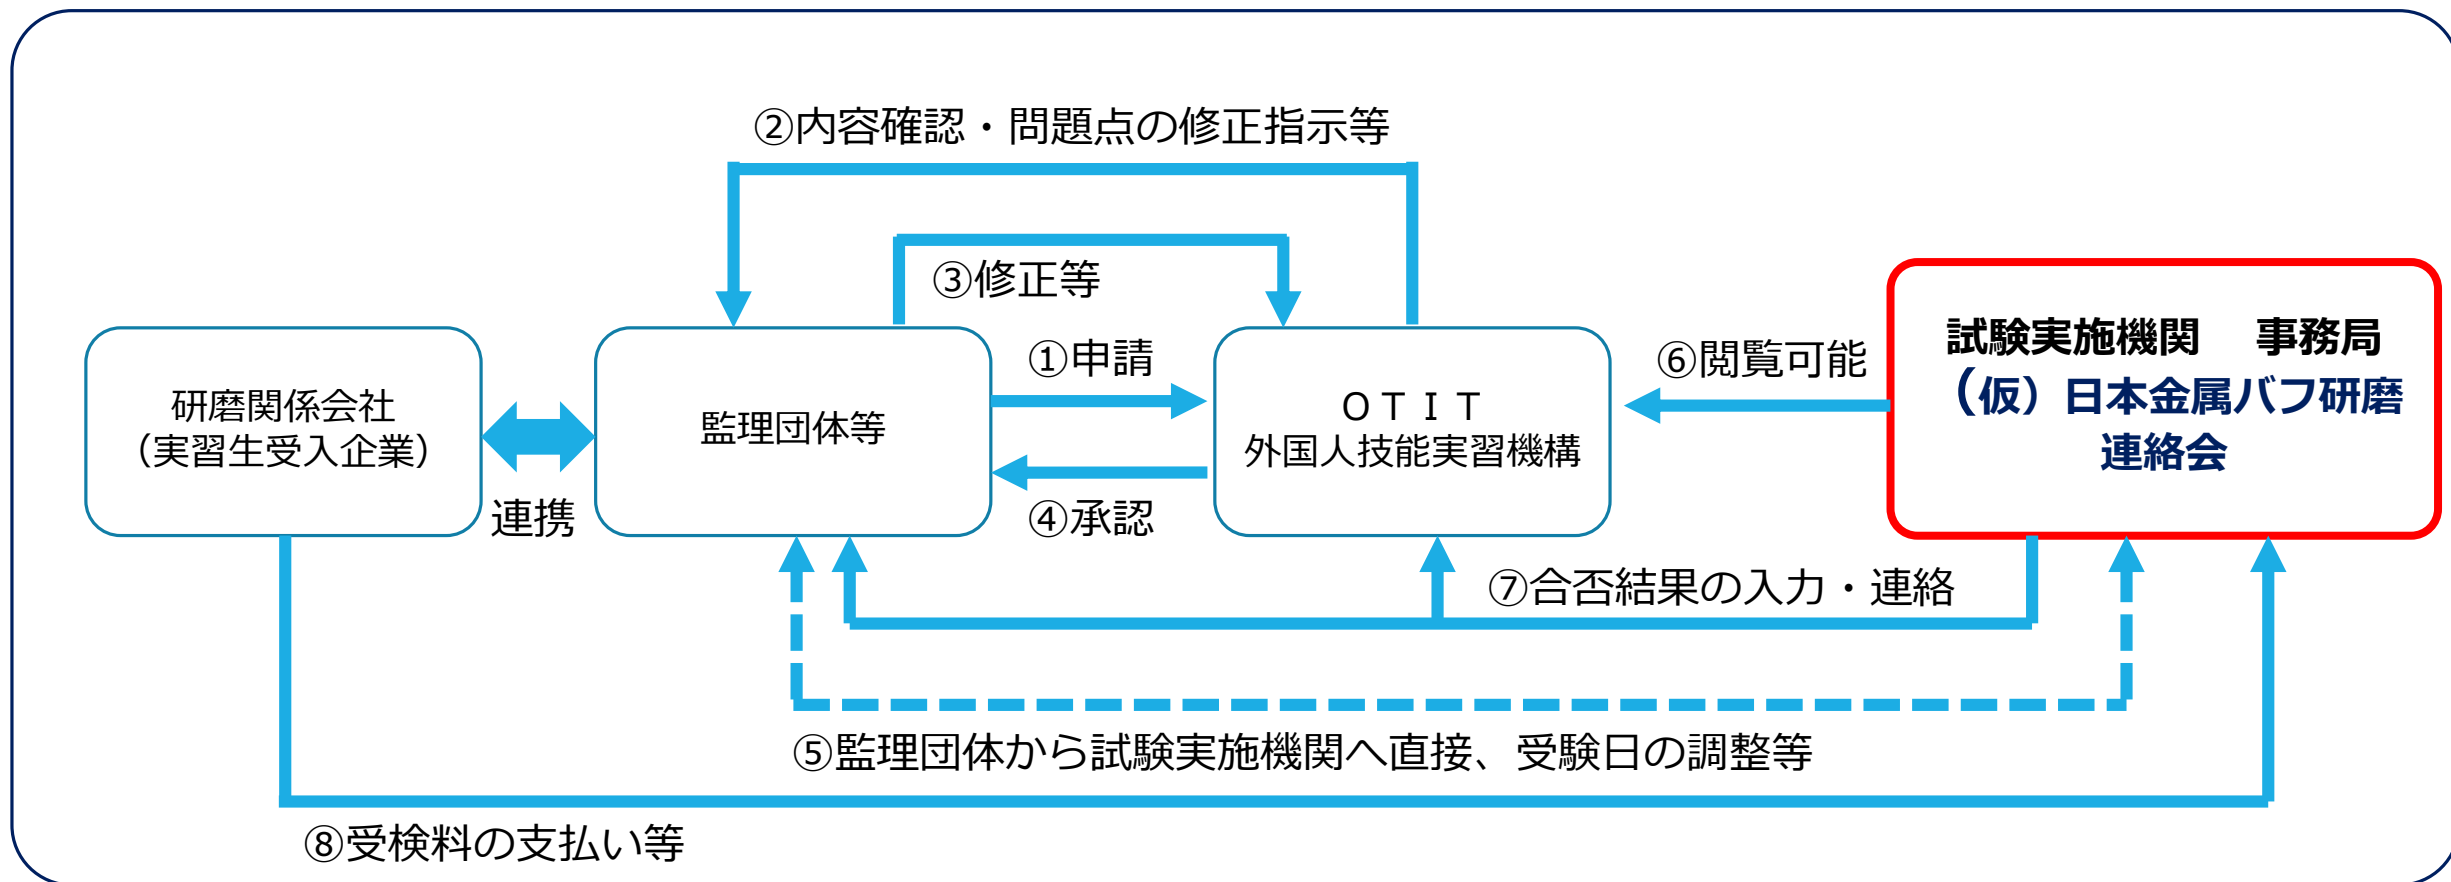 ②内容確認・問題点の修正指示等
③修正等
①申請
④承認
⑥閲覧可能
研磨関係会社
（実習生受入企業）
連携
監理団体等
ＯＴＩＴ
外国人技能実習機構
試験実施機関　事務局
（仮）日本金属バフ研磨
連絡会
⑦合否結果の入力・連絡
⑤監理団体から試験実施機関へ直接、受験日の調整等
⑧受検料の支払い等